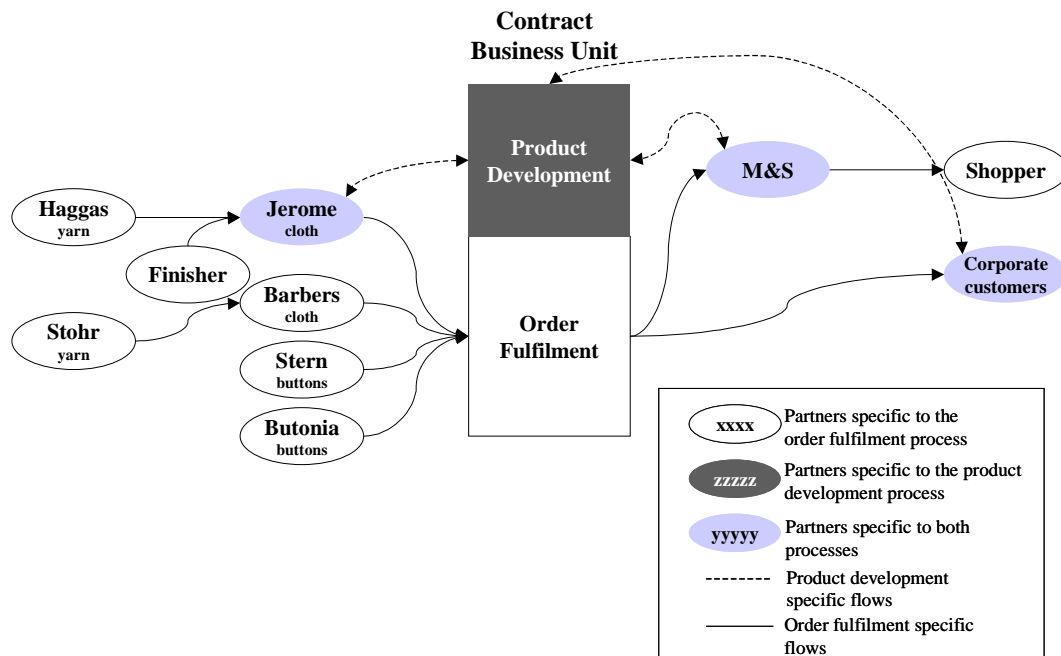 Contract
Business Unit
Product
Development
M&S
Shopper
Haggas
yarn
Jerome
cloth
Finisher
Corporate
customers
Barbers
cloth
Stohr
yarn
Order
Fulfilment
Stern
buttons
Butonia
buttons
xxxx
Partners specific to the
order fulfilment process
zzzzz
Partners specific to the product
development process
yyyyy
Partners specific to both
processes
Product development
specific flows
Order fulfilment specific
flows